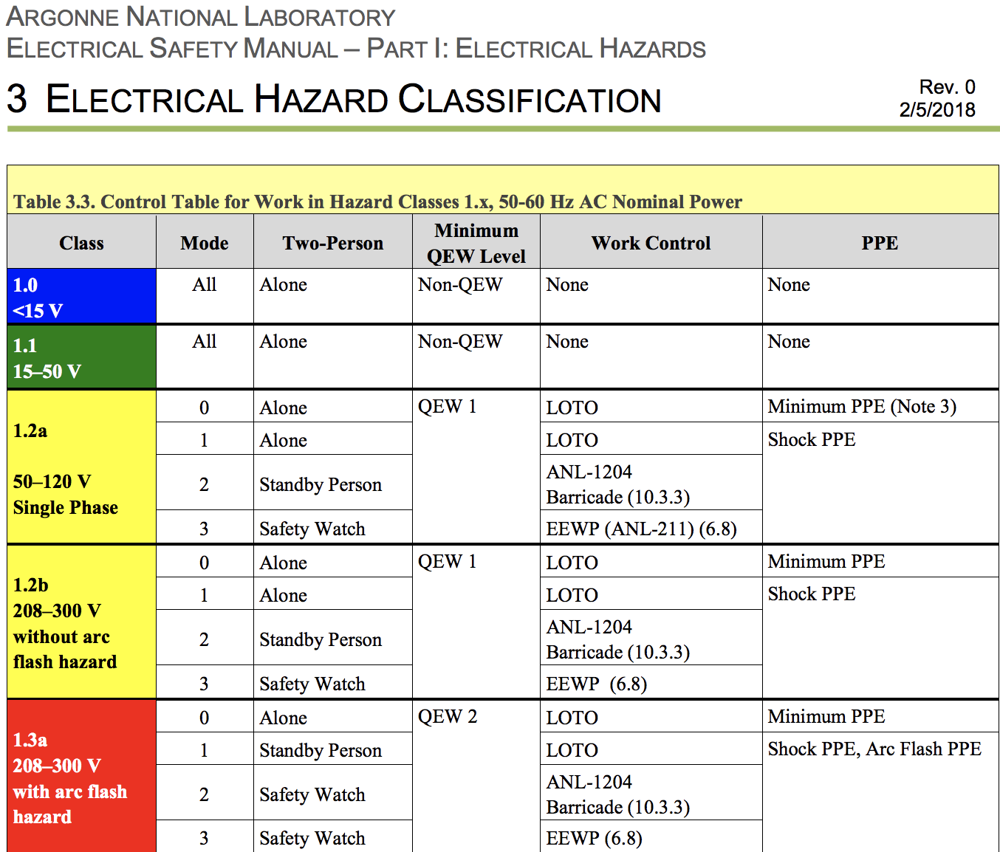 ARGONNE NATIONAL LABORATORY
ELECTRICAL SAFETY MANUAL – PART I: ELECTRICAL HAZARDS
3 ELECTRICAL HAZARD CLASSIFICATION
Rev. 0
2/5/2018
Table 3.3. Control Table for Work in Hazard Classes 1.x, 50-60 Hz AC Nominal Power
Class Mode Two-Person Minimum QEW Level Work Control PPE
1.0 All Alone Non-QEW None None
<15 V
1.1 All Alone Non-QEW None None
15–50 V
1.2a
50–120 V
Single Phase
0 Alone QEW 1 LOTO Minimum PPE (Note 3)
1 Alone LOTO Shock PPE
2 Standby Person ANL-1204
Barricade (10.3.3)
3 Safety Watch EEWP (ANL-211) (6.8)
1.2b
208–300 V
without arc
flash hazard
0 Alone QEW 1 LOTO Minimum PPE
1 Alone LOTO Shock PPE
2 Standby Person ANL-1204
Barricade (10.3.3)
3 Safety Watch EEWP (6.8)
1.3a
208–300 V
with arc flash
hazard
0 Alone QEW 2 LOTO Minimum PPE
1 Standby Person LOTO Shock PPE, Arc Flash PPE
2 Safety Watch ANL-1204
Barricade (10.3.3)
3 Safety Watch EEWP (6.8)